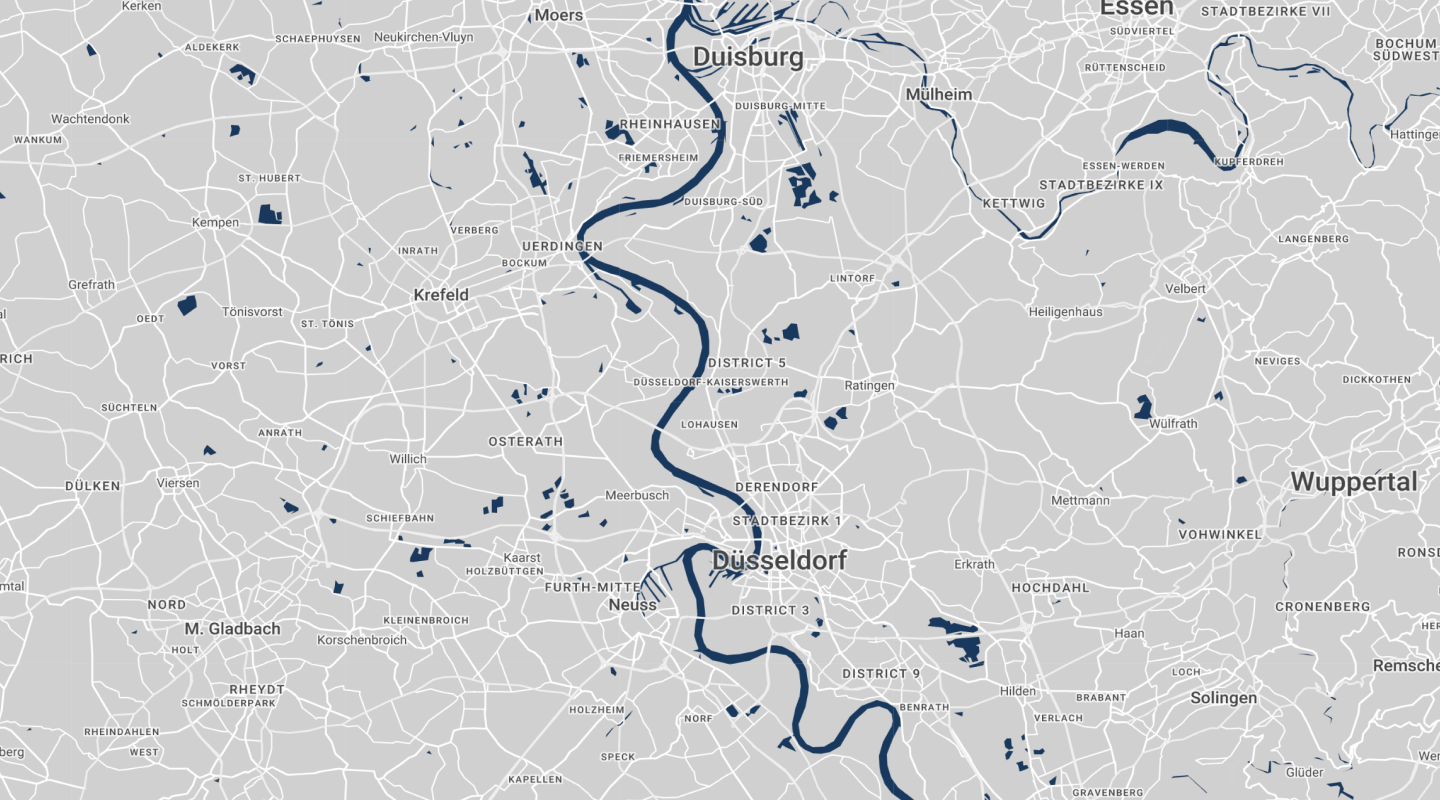 Kerken
Moers
Essen
STADTBEZIRKE VII
SCHAEPHUYSEN
Neukirchen-Vluyn
SÜDVIERTEL
ALDEKERK
BOCHUM
SÜDWEST
Duisburg
RÜTTENSCHEID
Mülheim
DUISBURG-MITTE
Wachtendonk
RHEINHAUSEN
WANKUM
Hattingen
FRIEMERSHEIM
ESSEN-WERDEN
KUPFERDREH
ST. HUBERT
STADTBEZIRKE IX
DUISBURG-SÜD
KETTWIG
Kempen
VERBERG
UERDINGEN
LANGENBERG
INRATH
BOCKUM
LINTORF
Grefrath
Krefeld
Velbert
OEDT
Tönisvorst
ST. TÖNIS
Heiligenhaus
RICH
VORST
DISTRICT 5
NEVIGES
DÜSSELDORF-KAISERSWERTH
Ratingen
DICKKOTHEN
SÜCHTELN
LOHAUSEN
Wülfrath
ANRATH
OSTERATH
Willich
DÜLKEN
Viersen
Meerbusch
DERENDORF
Wuppertal
Mettmann
SCHIEFBAHN
STADTBEZIRK 1
VOHWINKEL
Kaarst
HOLZBÜTTGEN
Düsseldorf
Erkrath
RONSD
mtal
FURTH-MITTE
HOCHDAHL
NORD
Neuss
DISTRICT 3
CRONENBERG
KLEINENBROICH
M. Gladbach
Korschenbroich
Haan
HER
HOLT
DISTRICT 9
LOCH
Remsche
RHEYDT
SCHMÖLDERPARK
Hilden
BRABANT
Solingen
HOLZHEIM
NORF
BENRATH
VERLACH
RHEINDAHLEN
WEST
berg
SPECK
Wer
KAPELLEN
Glüder
GRAVENBERG